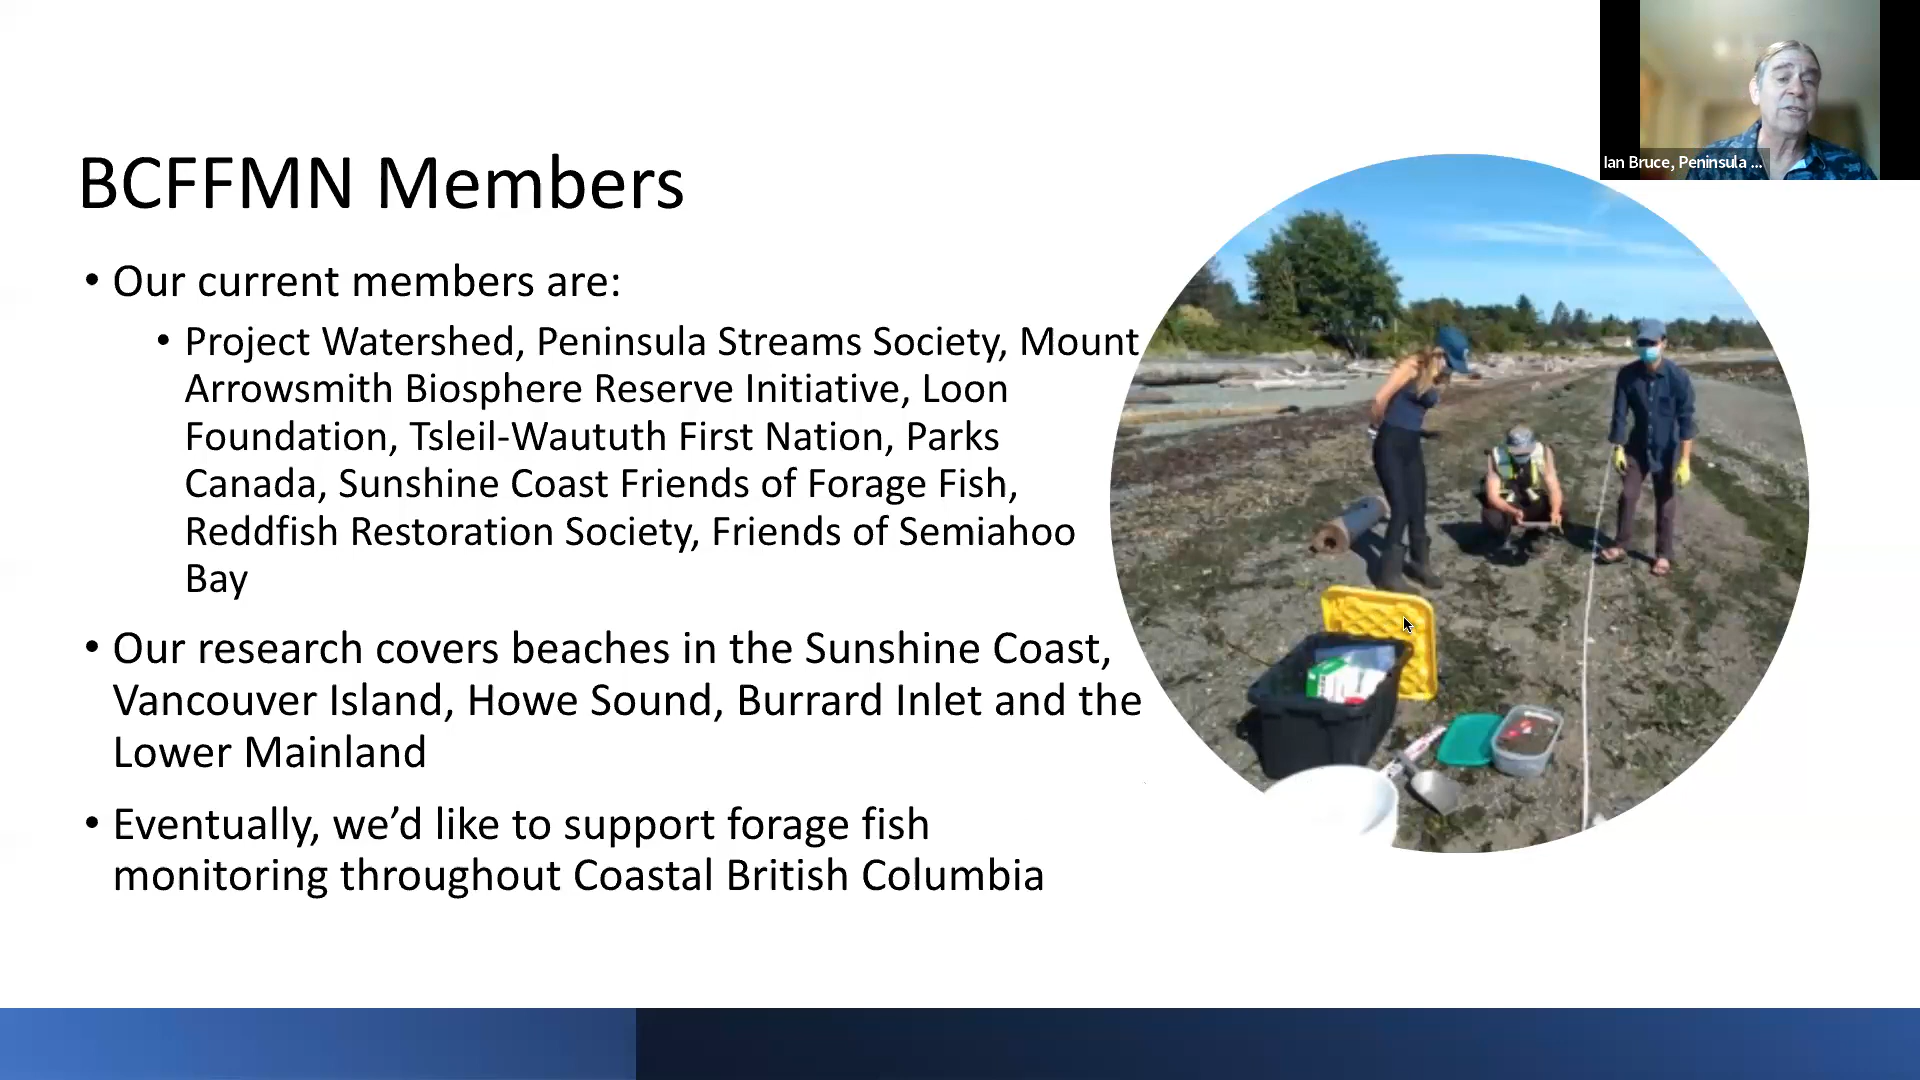 BCFFMN Members
• Our current members are:
• Project Watershed, Peninsula Streams Society, Mount
Arrowsmith Biosphere Reserve Initiative, Loon
Foundation, Tsleil-Waututh First Nation, Parks
Canada, Sunshine Coast Friends of Forage Fish,
Reddfish Restoration Society, Friends of Semiahoo
Bay
• Our research covers beaches in the Sunshine Coast,
Vancouver Island, Howe Sound, Burrard Inlet and the
Lower Mainland
• Eventually, we’d like to support forage fish
monitoring throughout Coastal British Columbia
Ian Bruce, Peninsula ...